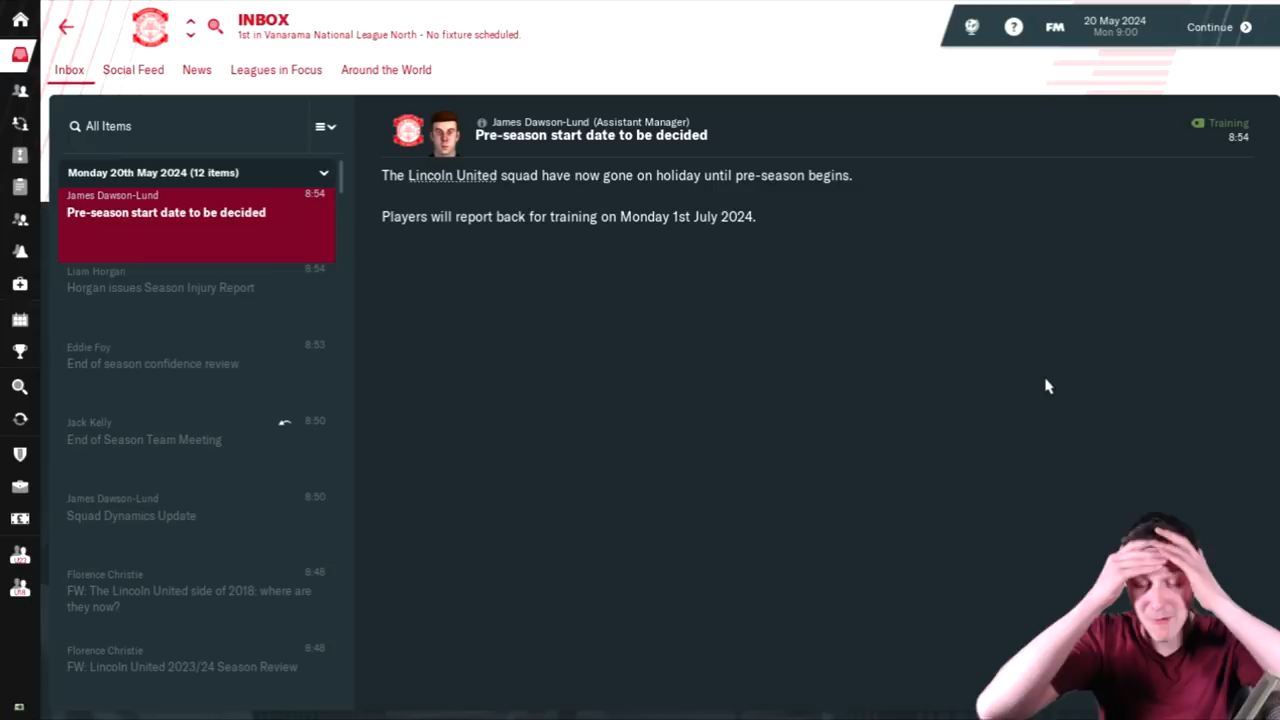 INBOX
1st in Vanarama National League North - No fixture scheduled.
FM
20 May 2024
Mon 9:00
Continue
Inbox
Social Feed
News
Leagues in Focus
Around the World
All Items
Monday 20th May 2024 (12 items)
James Dawson-Lund
8:54
Pre-season start date to be decided
Liam Horgan
8:54
Horgan issues Season Injury Report
Eddie Foy
8:53
End of season confidence review
Jack Kelly
8:50
End of Season Team Meeting
James Dawson-Lund
8:50
Squad Dynamics Update
Florence Christie
8:48
FW: The Lincoln United side of 2018: where are
they now?
Florence Christie
8:48
FW: Lincoln United 2023/24 Season Review
James Dawson-Lund (Assistant Manager)
Pre-season start date to be decided
Training
8:54
The Lincoln United squad have now gone on holiday until pre-season begins.
Players will report back for training on Monday 1st July 2024.